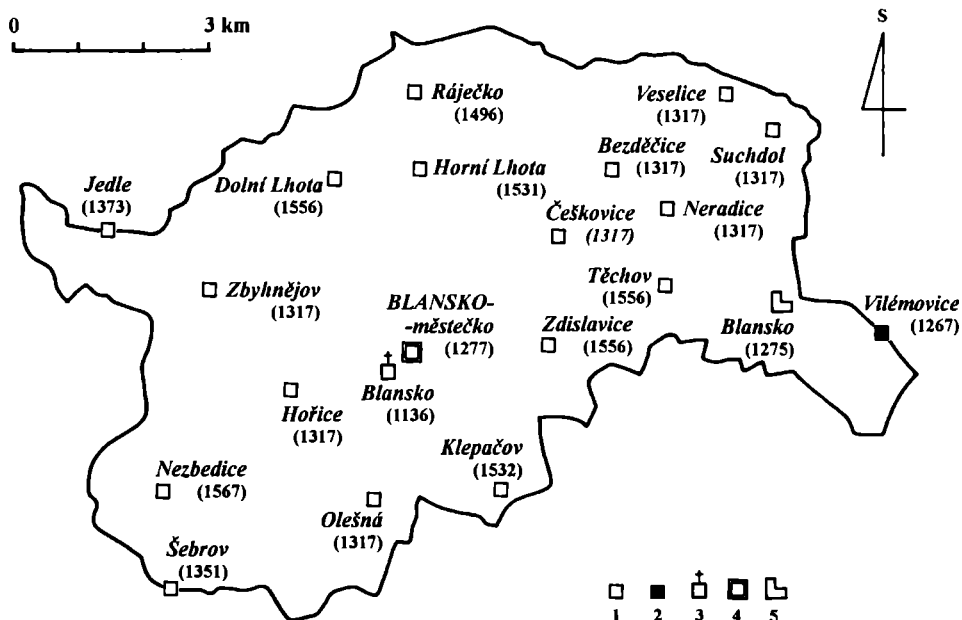 0 3 km
S
Ráječko
(1496)
Veselice
(1317)
Suchdol
(1317)
Bezděčice
(1317)
Jedle
(1373)
Dolní Lhota
(1556)
Horní Lhota
(1531)
Neradice
(1317)
Češkovice
(1317)
Těchov
(1556)
Zbyhnějov
(1317)
BLANSKO-
-městečko
(1277)
Zdislavice
(1556)
Blansko
(1275)
Vilémovice
(1267)
Blansko
(1136)
Hořice
(1317)
Klepačov
(1532)
Nezbedice
(1567)
Olešná
(1317)
Šebrov
(1351)
1 2 3 4 5